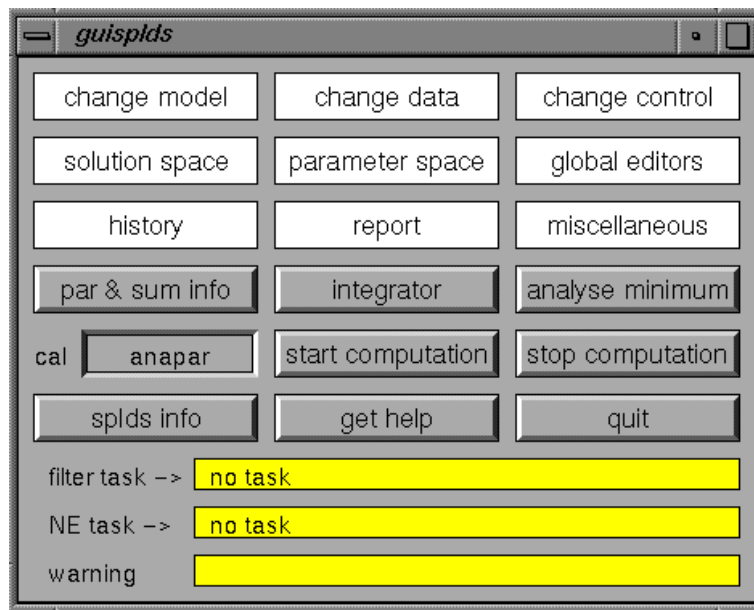 guisplds
change model change data change control
solution space parameter space global editors
history report miscellaneous
par & sum info integrator analyse minimum
cal anapar start computation stop computation
splds info get help quit
filter task –> no task
NE task –> no task
warning